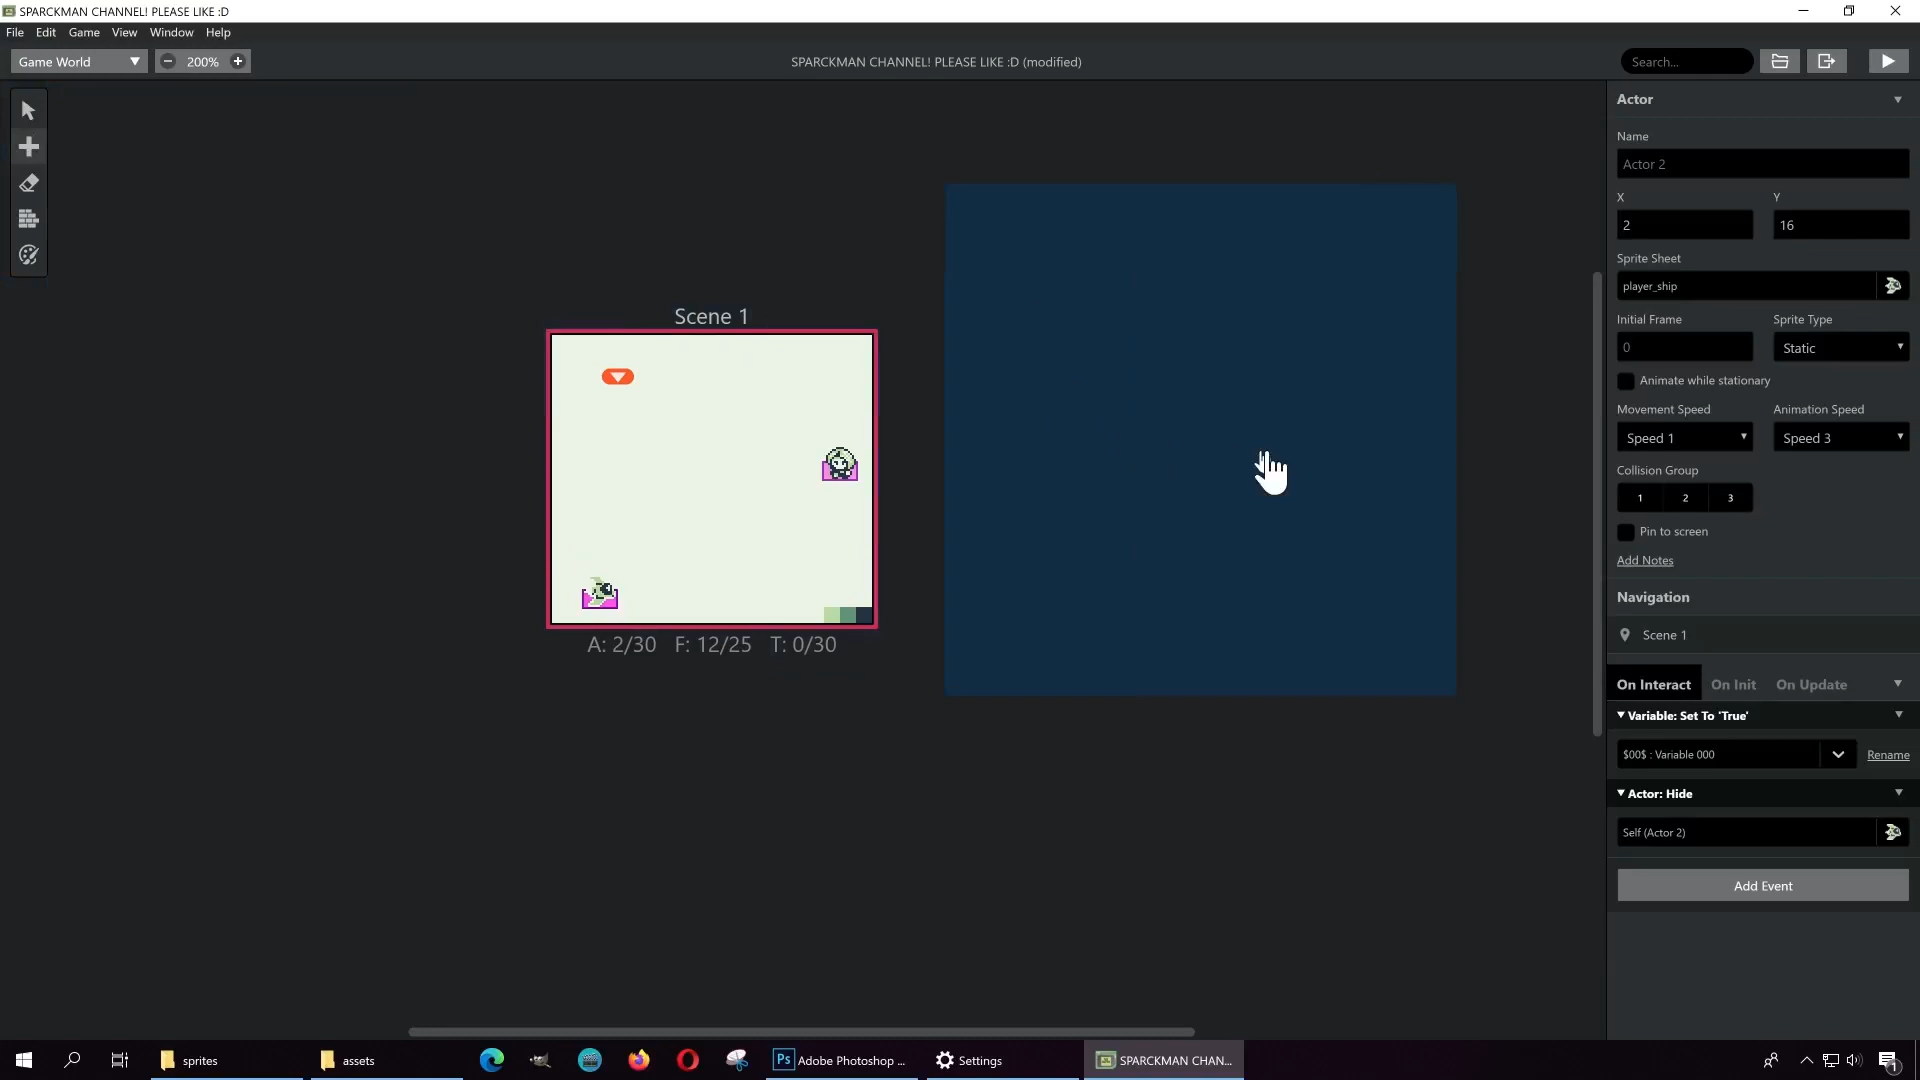 SPARCKMAN CHANNEL! PLEASE LIKE :D
File Edit Game View Window Help
Game World
200%
SPARCKMAN CHANNEL! PLEASE LIKE :D (modified)
Search...
Scene 1
A: 2/30 F: 12/25 T: 0/30
Actor
Name
Actor 2
X Y
2 16
Sprite Sheet
player_ship
Initial Frame Sprite Type
0 Static
Animate while stationary
Movement Speed Animation Speed
Speed 1 Speed 3
Collision Group
1 2 3
Pin to screen
Add Notes
Navigation
Scene 1
On Interact On Init On Update
Variable: Set To 'True'
$00$ : Variable 000 Rename
Actor: Hide
Self (Actor 2)
Add Event
sprites
assets
Ps Adobe Photoshop ...
Settings
SPARCKMAN CHAN...
1